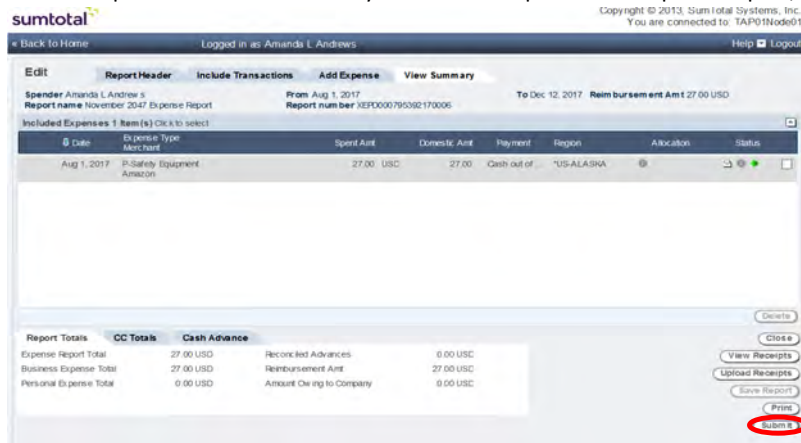 sumtotal
Copyright © 2013, SumTotal Systems, Inc.
You are connected to: TAP01Node01
« Back to Home Logged in as Amanda L Andrews Help Logout
Edit Report Header Include Transactions Add Expense View Summary
Spender Amanda L Andrews From Aug 1, 2017 To Dec 12, 2017 Reimbursement Amt 27.00 USD
Report name November 2047 Expense Report Report number XEPD000795392170006
Included Expenses 1 Item(s) Click to select
Date Expense Type Merchant Spent Amt Domestic Amt Payment Region Allocation Status
Aug 1, 2017 P-Safety Equipment 27.00 USD 27.00 Cash out of ... *US-ALASKA
Amazon
Delete
Report Totals CC Totals Cash Advance
Close
Expense Report Total 27.00 USD Reconciled Advances 0.00 USD
View Receipts
Business Expense Total 27.00 USD Reimbursement Amt 27.00 USD
Upload Receipts
Personal Expense Total 0.00 USD Amount Owing to Company 0.00 USD
Save Report
Print
Submit